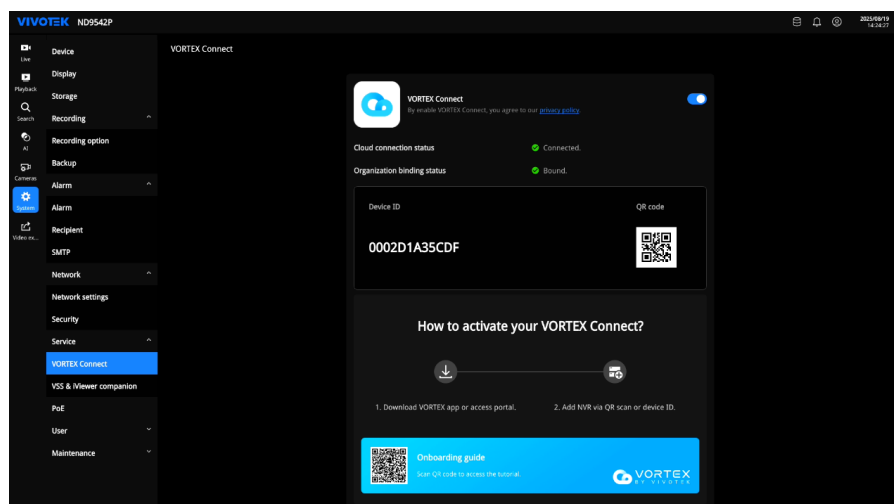 VIVOTEK ND9542P
2025/08/19
14:24:27
Live
Playback
Search
AI
Cameras
System
Video ex...
Device
Display
Storage
Recording
Recording option
Backup
Alarm
Alarm
Recipient
SMTP
Network
Network settings
Security
Service
VORTEX Connect
VSS & iViewer companion
PoE
User
Maintenance
VORTEX Connect
VORTEX Connect
By enable VORTEX Connect, you agree to our privacy policy
Cloud connection status Connected.
Organization binding status Bound.
Device ID QR code
0002D1A35CDF
How to activate your VORTEX Connect?
1. Download VORTEX app or access portal. 2. Add NVR via QR scan or device ID.
Onboarding guide
Scan QR code to access the tutorial.
VORTEX
BY VIVOTEK